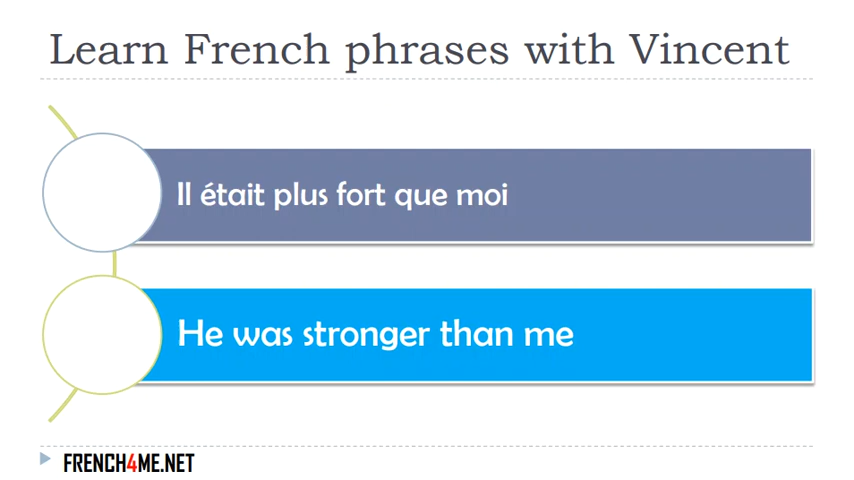 Learn French phrases with Vincent
Il était plus fort que moi
He was stronger than me
FRENCH4ME.NET